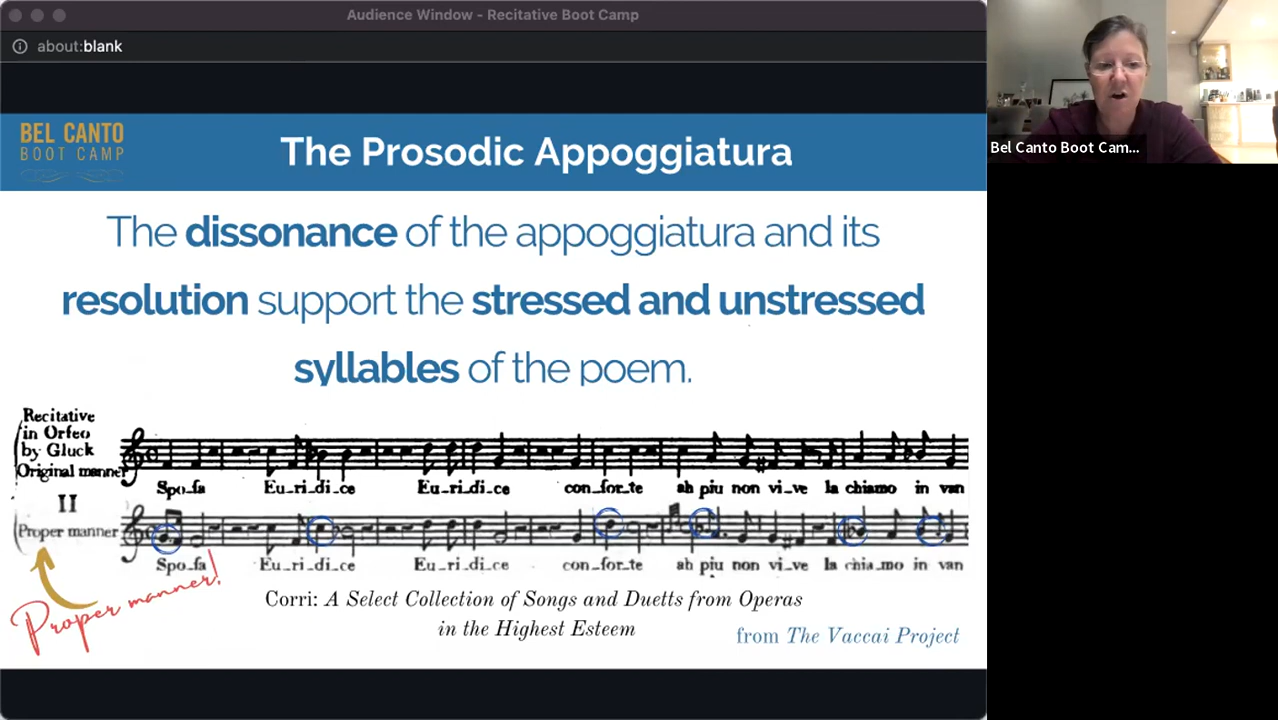 Audience Window - Recitative Boot Camp
about:blank
BEL CANTO
BOOT CAMP
The Prosodic Appoggiatura
The dissonance of the appoggiatura and its
resolution support the stressed and unstressed
syllables of the poem.
Recitative
in Orfeo
by Gluck
Original manner
Spo_sa Eu_ri_di_ce Eu_ri_di_ce con_for_te ah piu non vi_ve la chiamo in van
II
Proper manner
Spo_sa Eu_ri_di_ce Eu_ri_di_ce con_for_te ah piu non vi_ve la chia_mo in van
Proper manner!
Corri: A Select Collection of Songs and Duetts from Operas
in the Highest Esteem
from The Vaccai Project
Bel Canto Boot Cam...